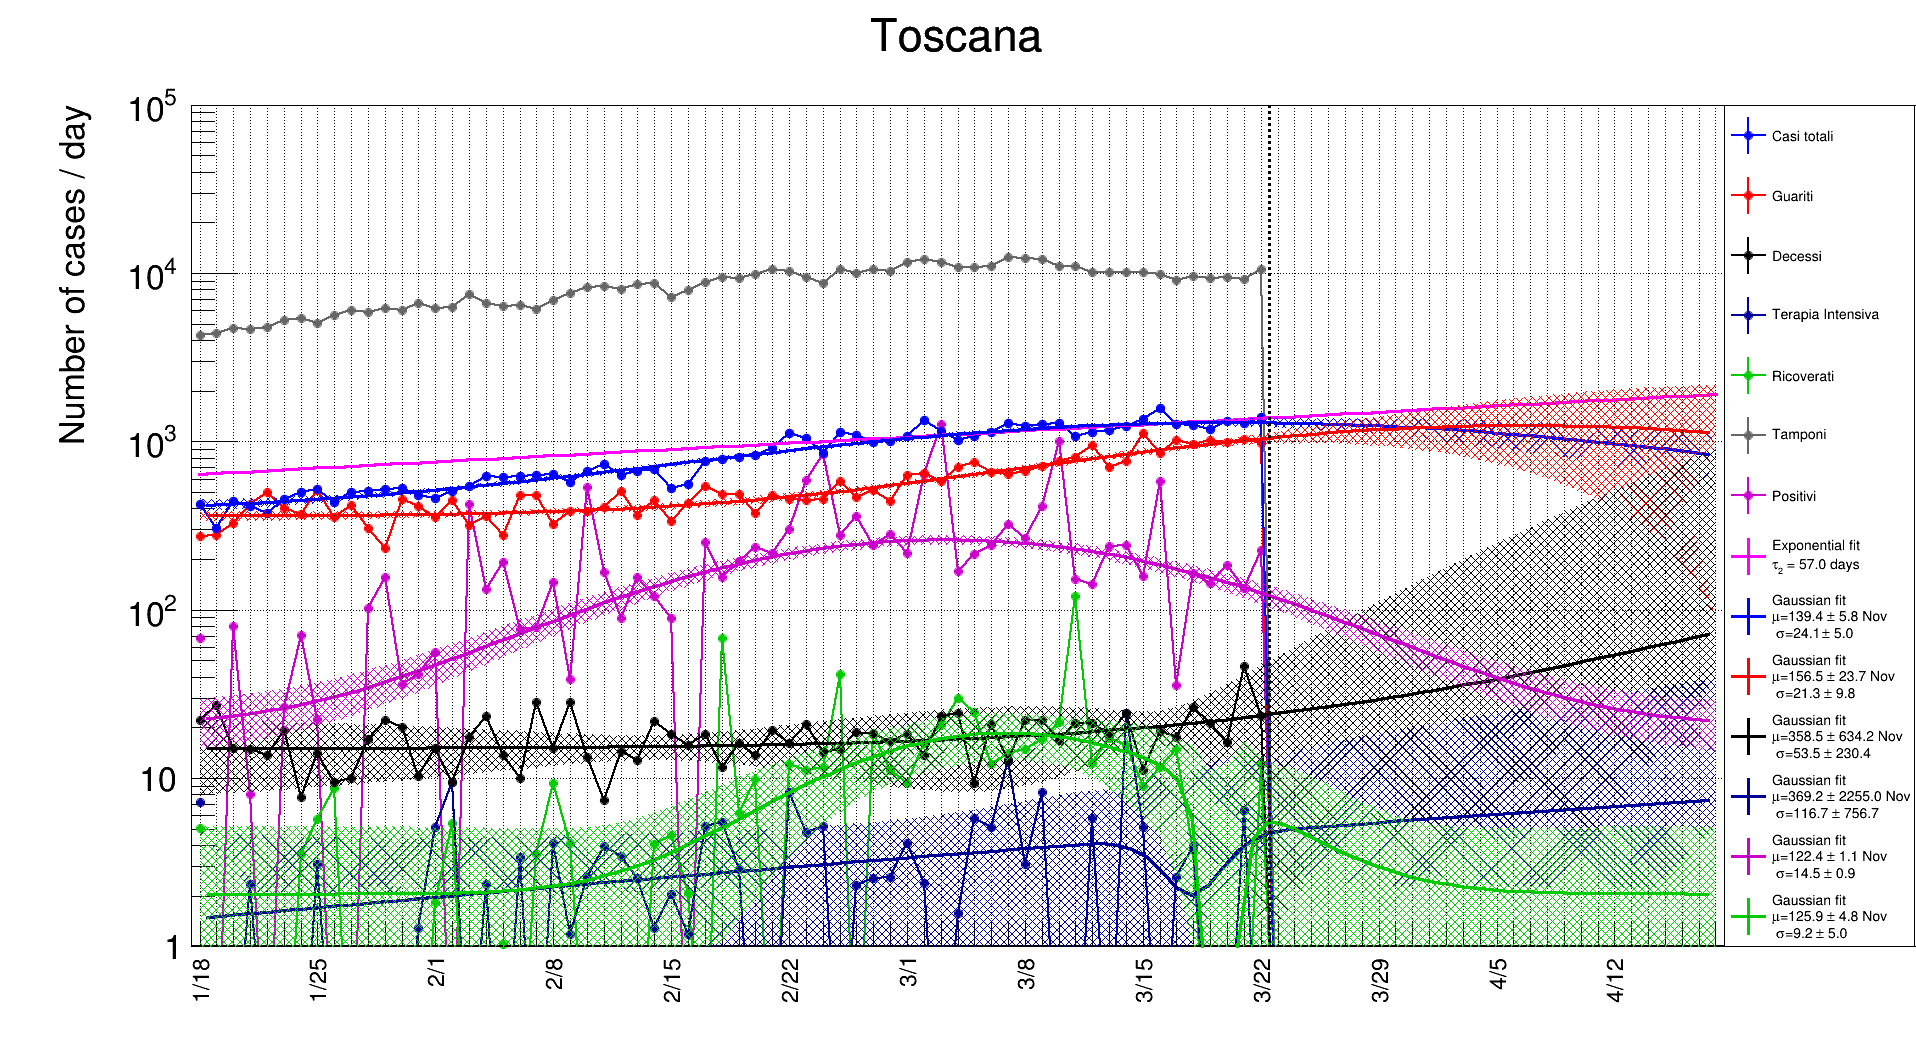 Toscana
Number of cases / day
10^5
10^4
10^3
10^2
10
1
1/18
1/25
2/1
2/8
2/15
2/22
3/1
3/8
3/15
3/22
3/29
4/5
4/12
Casi totali
Guariti
Decessi
Terapia Intensiva
Ricoverati
Tamponi
Positivi
Exponential fit
τ₂ = 57.0 days
Gaussian fit
μ=139.4 ± 5.8 Nov
σ=24.1 ± 5.0
Gaussian fit
μ=156.5 ± 23.7 Nov
σ=21.3 ± 9.8
Gaussian fit
μ=358.5 ± 634.2 Nov
σ=53.5 ± 230.4
Gaussian fit
μ=369.2 ± 2255.0 Nov
σ=116.7 ± 756.7
Gaussian fit
μ=122.4 ± 1.1 Nov
σ=14.5 ± 0.9
Gaussian fit
μ=125.9 ± 4.8 Nov
σ=9.2 ± 5.0